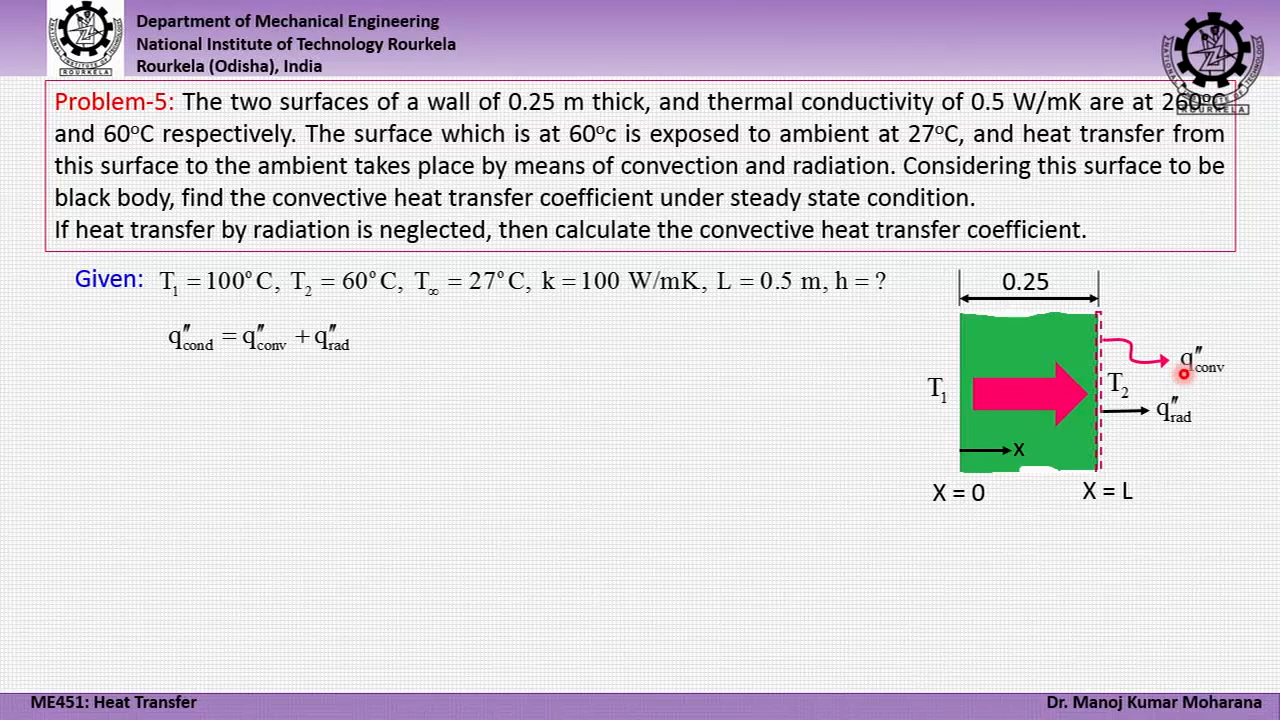 Department of Mechanical Engineering
National Institute of Technology Rourkela
Rourkela (Odisha), India
Problem-5: The two surfaces of a wall of 0.25 m thick, and thermal conductivity of 0.5 W/mK are at 260°C
and 60°C respectively. The surface which is at 60°c is exposed to ambient at 27°C, and heat transfer from
this surface to the ambient takes place by means of convection and radiation. Considering this surface to be
black body, find the convective heat transfer coefficient under steady state condition.
If heat transfer by radiation is neglected, then calculate the convective heat transfer coefficient.
Given: T₁ = 100°C, T₂ = 60°C, T∞ = 27°C, k = 100 W/mK, L = 0.5 m, h = ?
q″cond = q″conv + q″rad
0.25
q″conv
T₁
T₂
q″rad
X
X = 0
X = L
ROURKELA
ROURKELA
ME451: Heat Transfer
Dr. Manoj Kumar Moharana